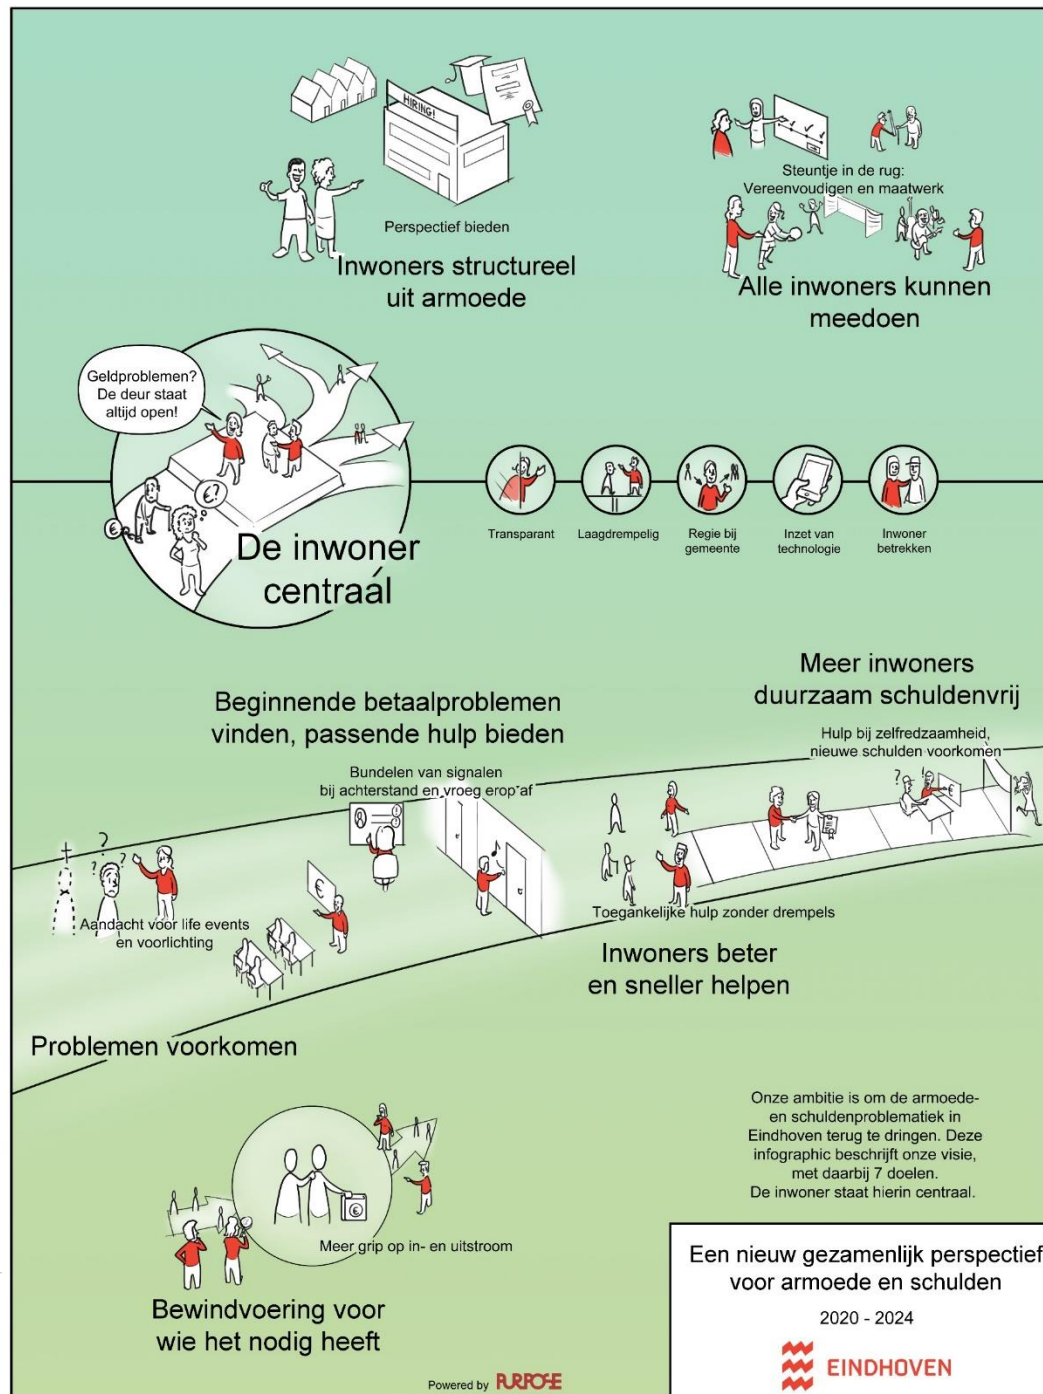 HIRING!
Perspectief bieden
Inwoners structureel
uit armoede
Steuntje in de rug:
Vereenvoudigen en maatwerk
Alle inwoners kunnen
meedoen
Geldproblemen?
De deur staat
altijd open!
€?
€
De inwoner
centraal
Transparant
Laagdrempelig
Regie bij
gemeente
Inzet van
technologie
Inwoner
betrekken
Meer inwoners
duurzaam schuldenvrij
Hulp bij zelfredzaamheid,
nieuwe schulden voorkomen
Beginnende betaalproblemen
vinden, passende hulp bieden
Bundelen van signalen
bij achterstand en vroeg erop af
? ? ?
€
?
!
€
Aandacht voor life events
en voorlichting
Toegankelijke hulp zonder drempels
Inwoners beter
en sneller helpen
Problemen voorkomen
€
Meer grip op in- en uitstroom
Bewindvoering voor
wie het nodig heeft
Onze ambitie is om de armoede-
en schuldenproblematiek in
Eindhoven terug te dringen. Deze
infographic beschrijft onze visie,
met daarbij 7 doelen.
De inwoner staat hierin centraal.
Een nieuw gezamenlijk perspectief
voor armoede en schulden
2020 - 2024
EINDHOVEN
Powered by PURPOSE